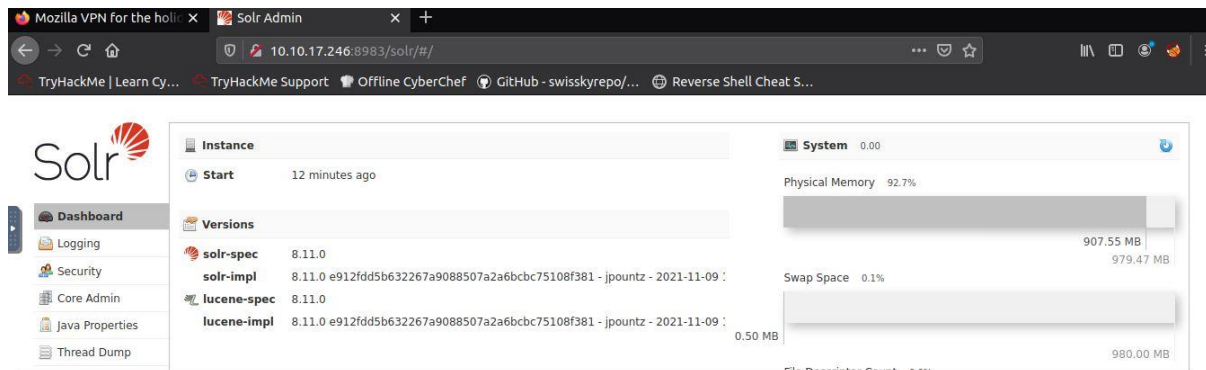 Mozilla VPN for the holi
Solr Admin
10.10.17.246:8983/solr/#/
TryHackMe | Learn Cy...
TryHackMe Support
Offline CyberChef
GitHub - swisskyrepo/...
Reverse Shell Cheat S...
Solr
Dashboard
Logging
Security
Core Admin
Java Properties
Thread Dump
Instance
Start 12 minutes ago
Versions
solr-spec 8.11.0
solr-impl 8.11.0 e912fdd5b632267a9088507a2a6bcbc75108f381 - jpountz - 2021-11-09
lucene-spec 8.11.0
lucene-impl 8.11.0 e912fdd5b632267a9088507a2a6bcbc75108f381 - jpountz - 2021-11-09
System 0.00
Physical Memory 92.7%
907.55 MB
979.47 MB
Swap Space 0.1%
0.50 MB
980.00 MB